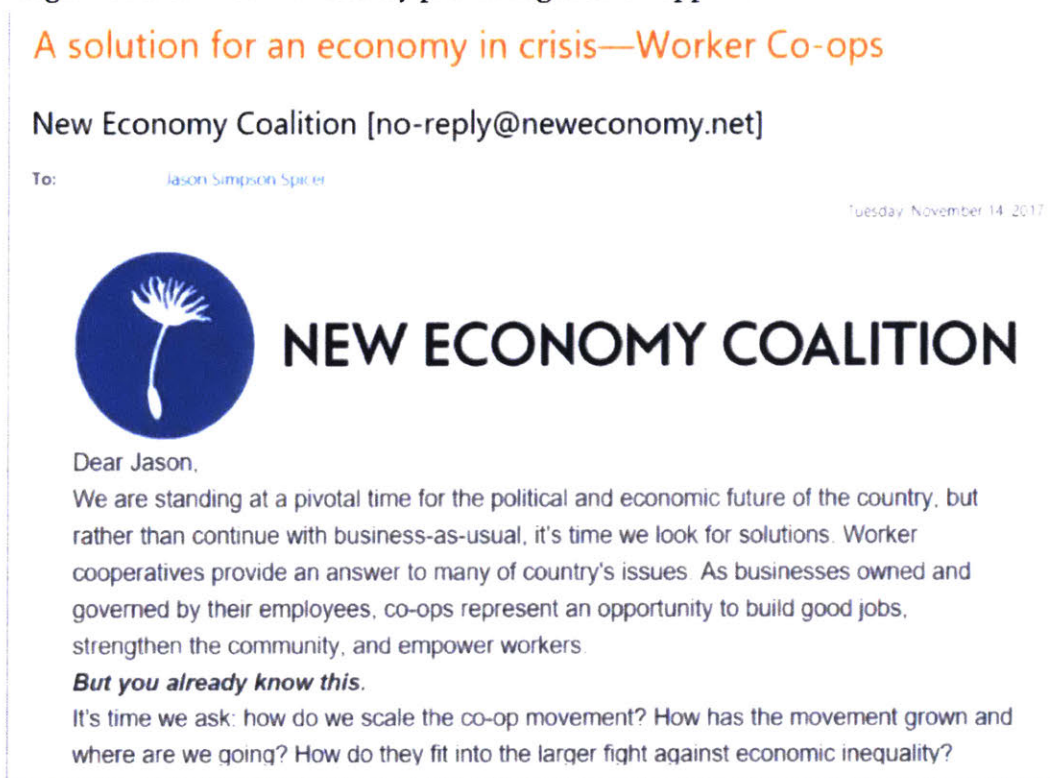 A solution for an economy in crisis—Worker Co-ops
New Economy Coalition [no-reply@neweconomy.net]
To: Jason Simpson Spicer
Tuesday, November 14, 2017
NEW ECONOMY COALITION
Dear Jason,
We are standing at a pivotal time for the political and economic future of the country, but
rather than continue with business-as-usual, it's time we look for solutions. Worker
cooperatives provide an answer to many of country's issues. As businesses owned and
governed by their employees, co-ops represent an opportunity to build good jobs,
strengthen the community, and empower workers.
But you already know this.
It's time we ask: how do we scale the co-op movement? How has the movement grown and
where are we going? How do they fit into the larger fight against economic inequality?